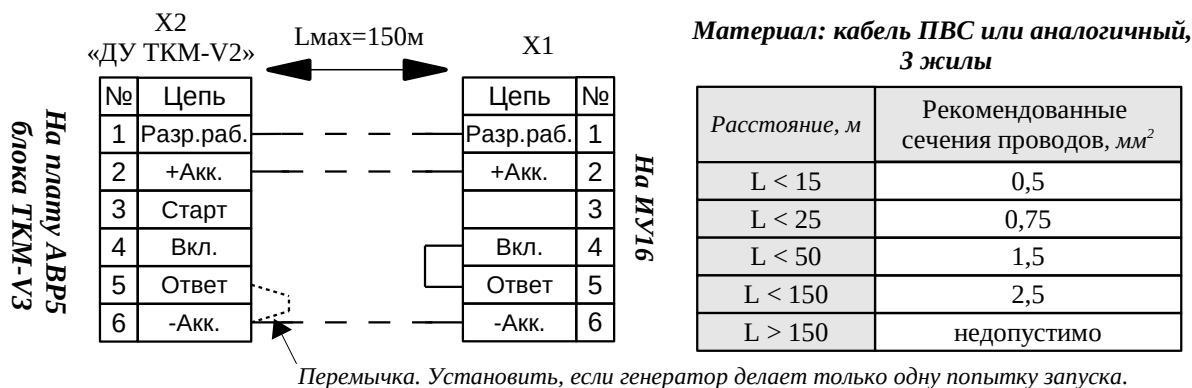 X2
«ДУ ТКМ-V2»
Lмах=150м
X1
Материал: кабель ПВС или аналогичный,
3 жилы
На плату АВР5
блока ТКМ-V3
№ Цепь
1 Разр.раб.
2 +Акк.
3 Старт
4 Вкл.
5 Ответ
6 -Акк.
Цепь №
Разр.раб. 1
+Акк. 2
3
Вкл. 4
Ответ 5
-Акк. 6
На ИУ16
Расстояние, м
Рекомендованные
сечения проводов, мм²
L < 15 0,5
L < 25 0,75
L < 50 1,5
L < 150 2,5
L > 150 недопустимо
Перемычка. Установить, если генератор делает только одну попытку запуска.